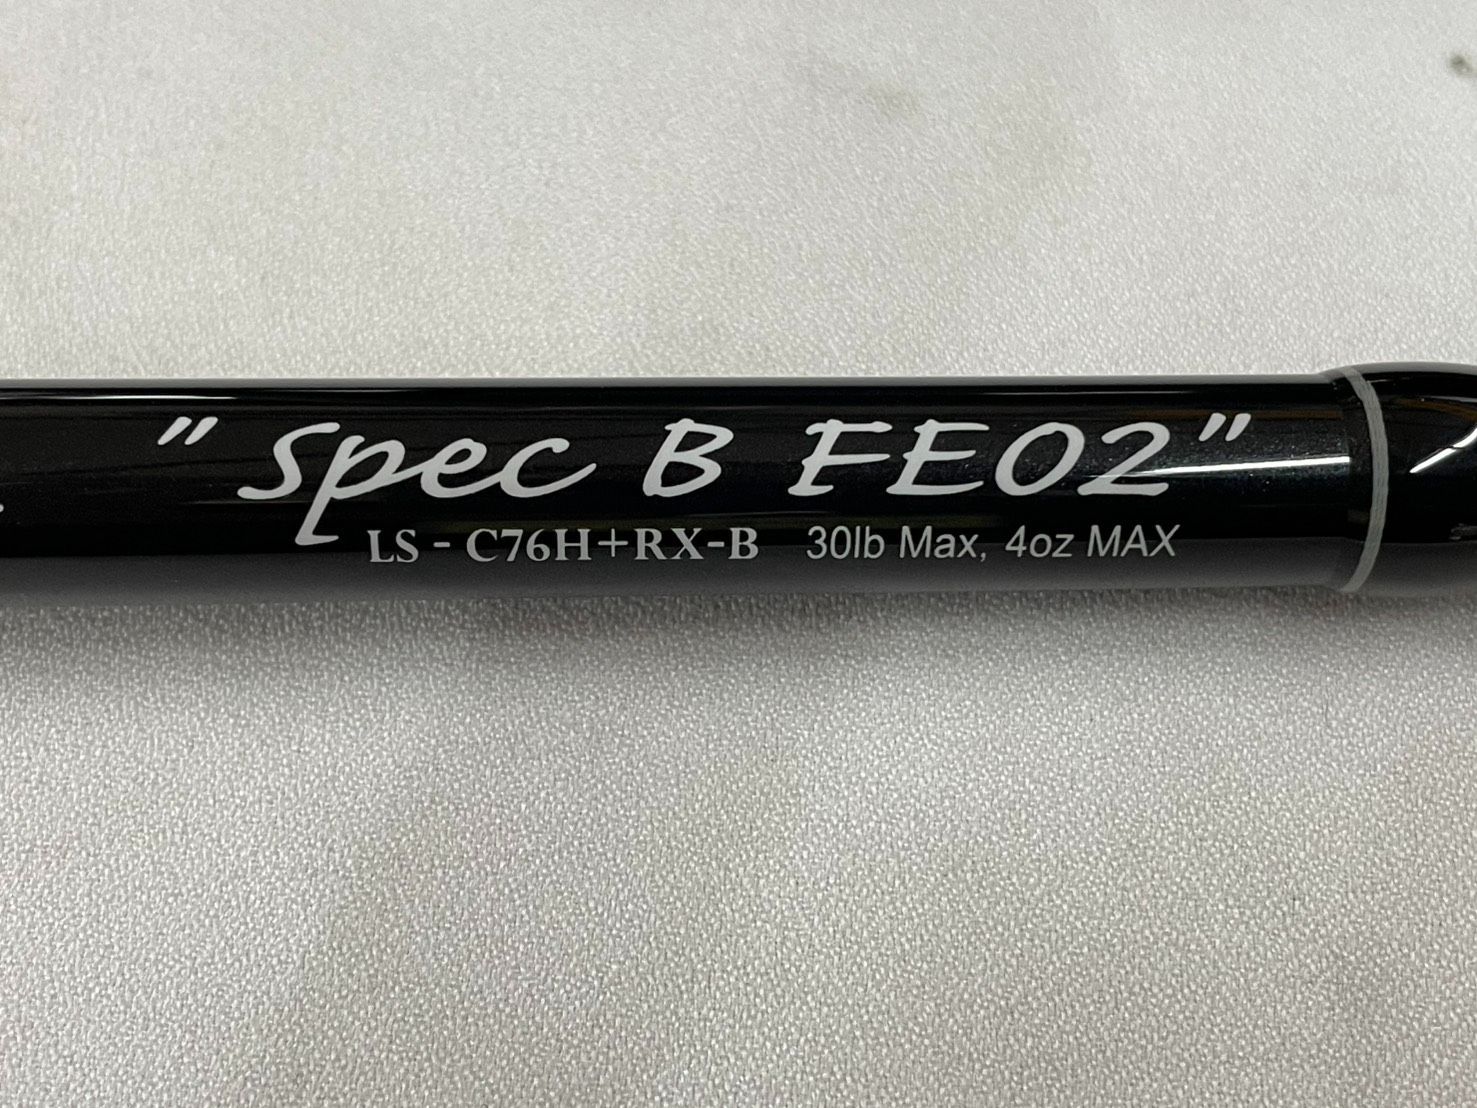 "Spec B FE02"
LS - C76H+RX-B 30lb Max, 4oz MAX